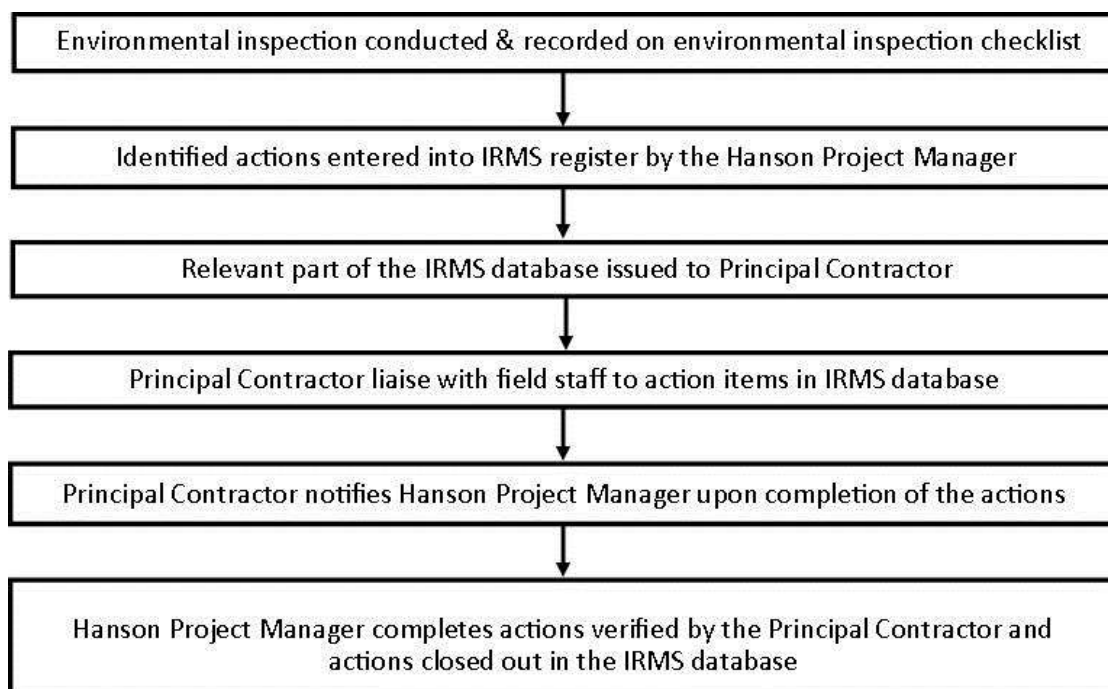 Environmental inspection conducted & recorded on environmental inspection checklist
Identified actions entered into IRMS register by the Hanson Project Manager
Relevant part of the IRMS database issued to Principal Contractor
Principal Contractor liaise with field staff to action items in IRMS database
Principal Contractor notifies Hanson Project Manager upon completion of the actions
Hanson Project Manager completes actions verified by the Principal Contractor and
actions closed out in the IRMS database